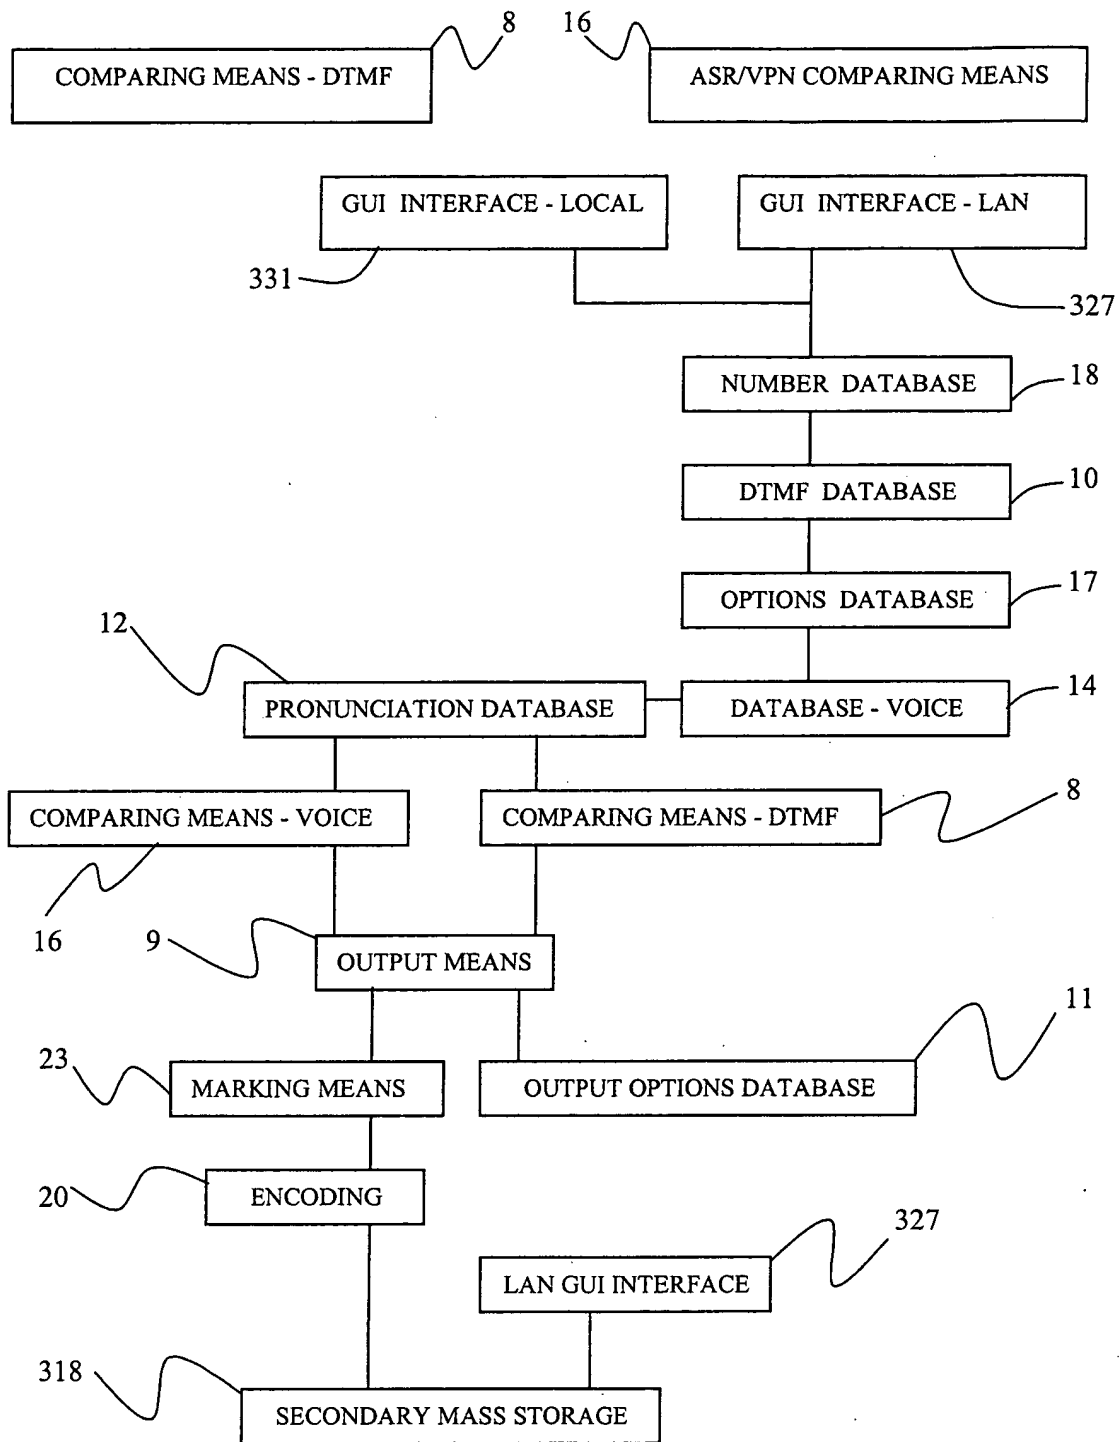 8
16
COMPARING MEANS - DTMF
ASR/VPN COMPARING MEANS
GUI INTERFACE - LOCAL
GUI INTERFACE - LAN
331
327
NUMBER DATABASE
18
DTMF DATABASE
10
OPTIONS DATABASE
17
12
PRONUNCIATION DATABASE
DATABASE - VOICE
14
COMPARING MEANS - VOICE
COMPARING MEANS - DTMF
8
16
9
OUTPUT MEANS
11
23
MARKING MEANS
OUTPUT OPTIONS DATABASE
20
ENCODING
327
LAN GUI INTERFACE
318
SECONDARY MASS STORAGE